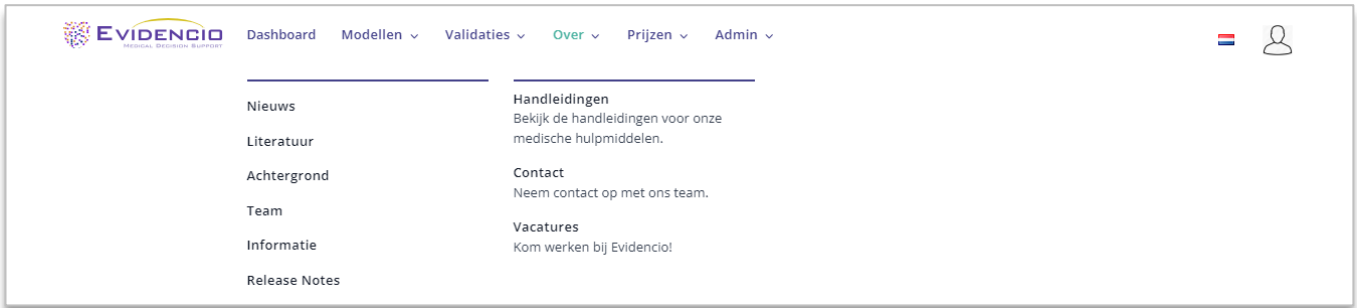 EVIDENCIO
MEDICAL DECISION SUPPORT
Dashboard Modellen Validaties Over Prijzen Admin
Nieuws
Literatuur
Achtergrond
Team
Informatie
Release Notes
Handleidingen
Bekijk de handleidingen voor onze
medische hulpmiddelen.
Contact
Neem contact op met ons team.
Vacatures
Kom werken bij Evidencio!